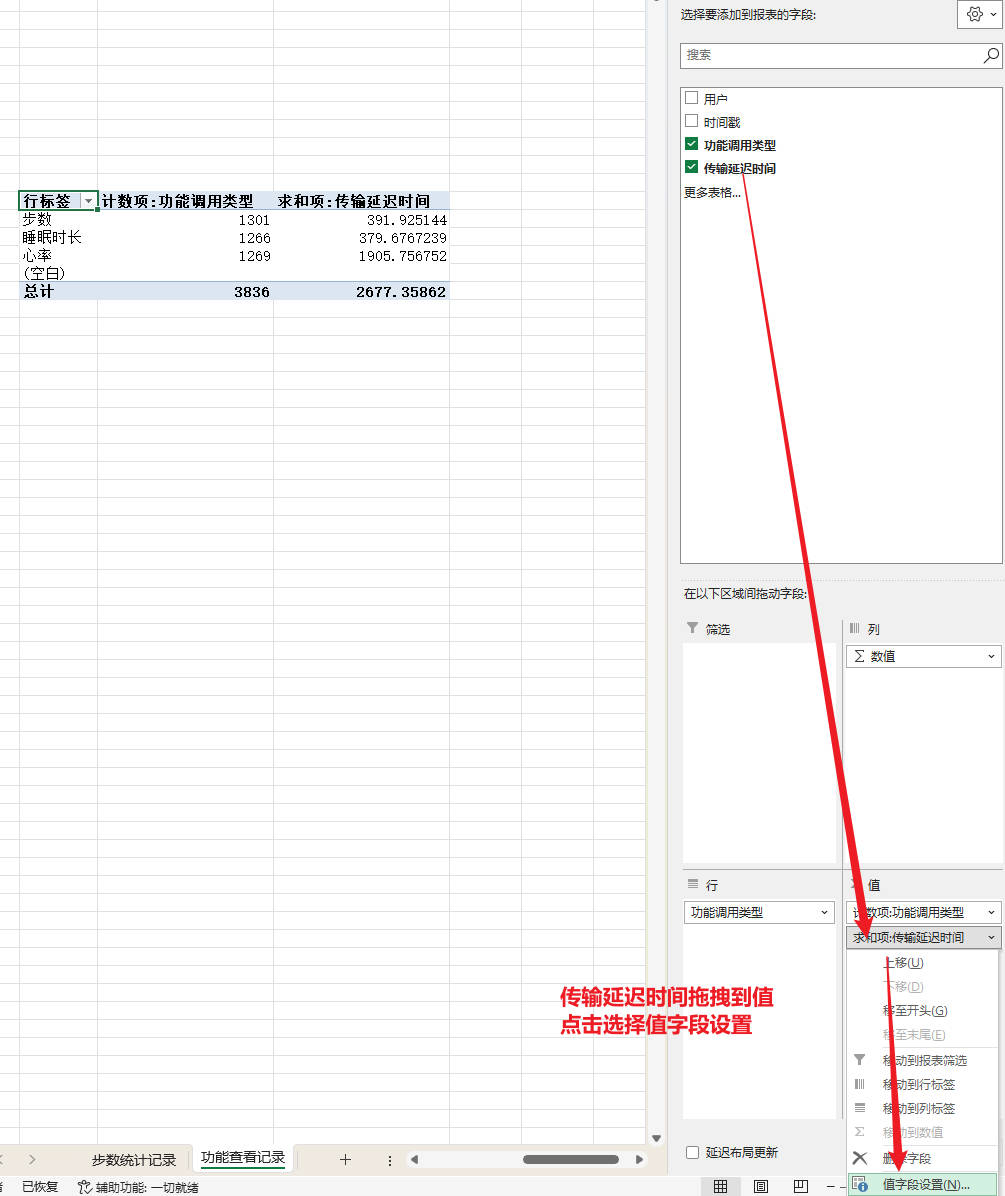 选择要添加到报表的字段:
搜索
用户
时间戳
功能调用类型
传输延迟时间
更多表格...
行标签 计数项:功能调用类型 求和项:传输延迟时间
步数 1301 391.925144
睡眠时长 1266 379.6767239
心率 1269 1905.756752
(空白)
总计 3836 2677.35862
在以下区域间拖动字段:
筛选
列
Σ 数值
行
值
功能调用类型
计数项:功能调用类型
求和项:传输延迟时间
上移(U)
下移(D)
移至开头(G)
移至末尾(E)
移动到报表筛选
移动到行标签
移动到列标签
Σ 移动到数值
删除字段
值字段设置(N)...
传输延迟时间拖拽到值
点击选择值字段设置
延迟布局更新
步数统计记录 功能查看记录
已恢复 辅助功能: 一切就绪